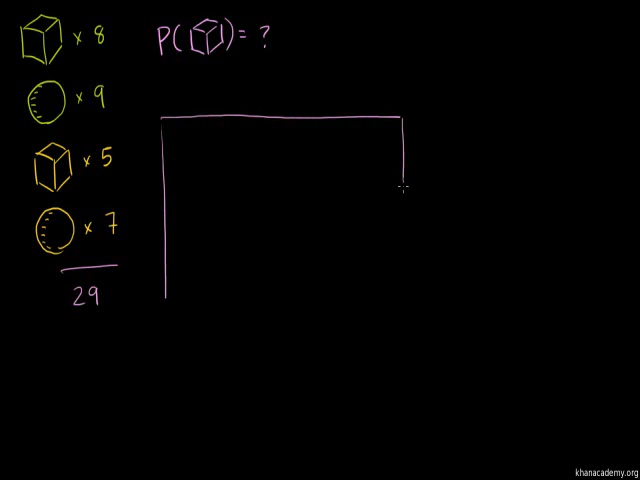 x 8
P( ) = ?
x 9
x 5
x 7
29
khanacademy.org